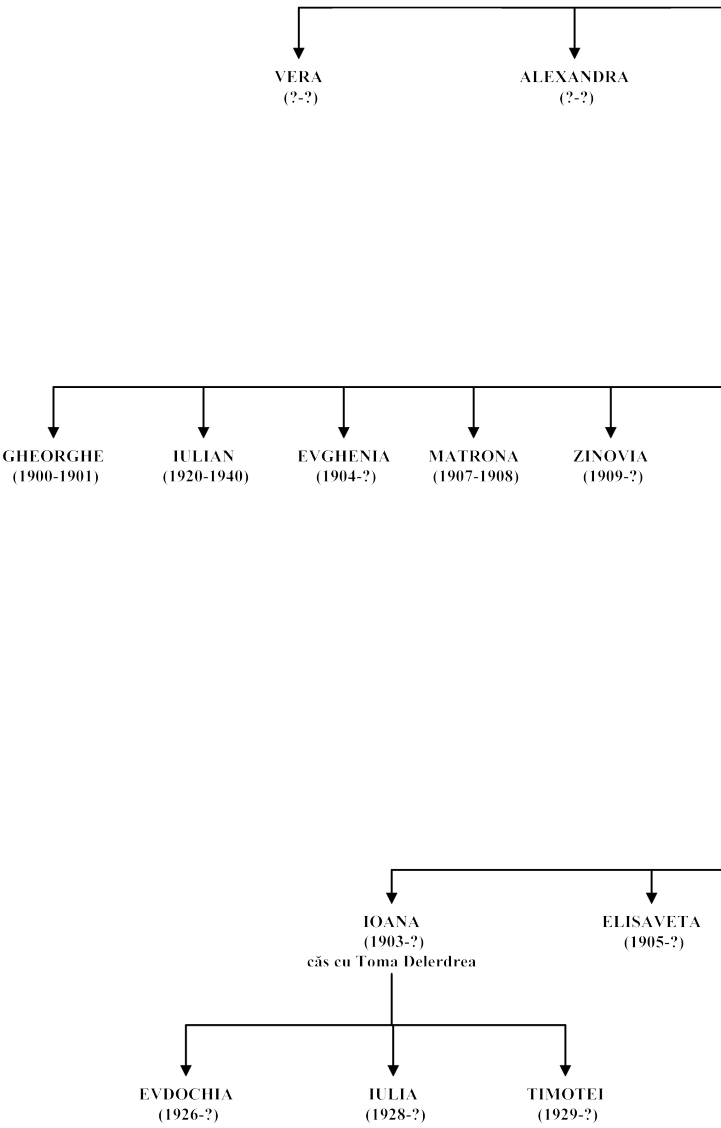 VERA
(?-?)
ALEXANDRA
(?-?)
GHEORGHE
(1900-1901)
IULIAN
(1920-1940)
EVGHENIA
(1904-?)
MATRONA
(1907-1908)
ZINOVIA
(1909-?)
IOANA
(1903-?)
căs cu Toma Delerdrea
ELISAVETA
(1905-?)
EVDOCHIA
(1926-?)
IULIA
(1928-?)
TIMOTEI
(1929-?)